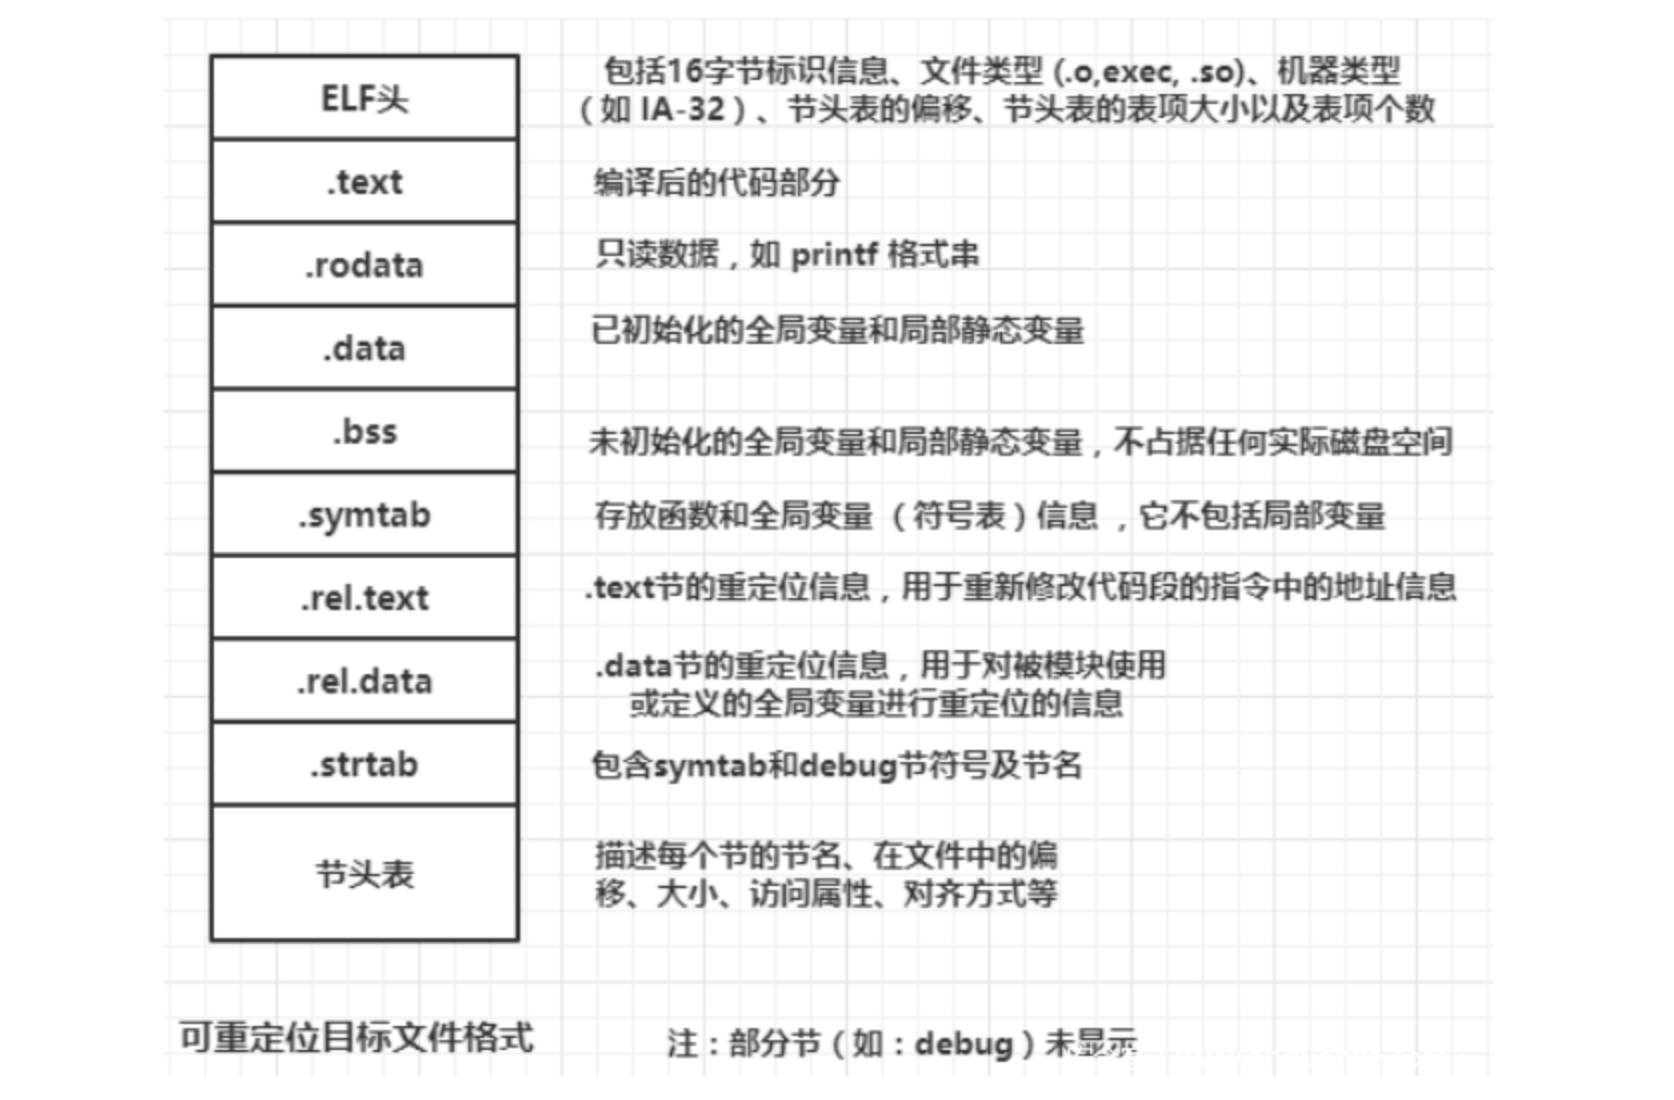 ELF头
包括16字节标识信息、文件类型 (.o,exec, .so)、机器类型
（如 IA-32）、节头表的偏移、节头表的表项大小以及表项个数
.text
编译后的代码部分
.rodata
只读数据，如 printf 格式串
.data
已初始化的全局变量和局部静态变量
.bss
未初始化的全局变量和局部静态变量，不占据任何实际磁盘空间
.symtab
存放函数和全局变量 （符号表）信息 ，它不包括局部变量
.rel.text
.text节的重定位信息，用于重新修改代码段的指令中的地址信息
.rel.data
.data节的重定位信息，用于对被模块使用
或定义的全局变量进行重定位的信息
.strtab
包含symtab和debug节符号及节名
节头表
描述每个节的节名、在文件中的偏
移、大小、访问属性、对齐方式等
可重定位目标文件格式
注：部分节（如：debug）未显示